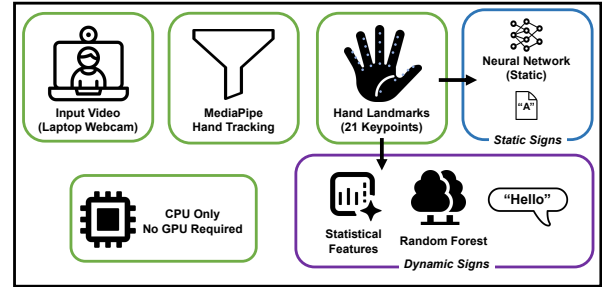 Input Video
(Laptop Webcam)
MediaPipe
Hand Tracking
Hand Landmarks
(21 Keypoints)
Neural Network
(Static)
"A"
Static Signs
CPU Only
No GPU Required
Statistical
Features
Random Forest
"Hello"
Dynamic Signs